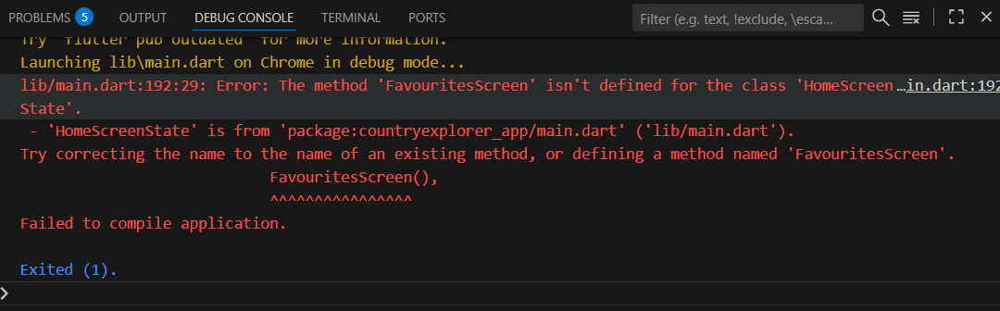 PROBLEMS 5 OUTPUT DEBUG CONSOLE TERMINAL PORTS Filter (e.g. text, !exclude, \esca...
Try `flutter pub outdated` for more information.
Launching lib\main.dart on Chrome in debug mode...
lib/main.dart:192:29: Error: The method 'FavouritesScreen' isn't defined for the class 'HomeScreen …in.dart:192
State'.
- 'HomeScreenState' is from 'package:countryexplorer_app/main.dart' ('lib/main.dart').
Try correcting the name to the name of an existing method, or defining a method named 'FavouritesScreen'.
FavouritesScreen(),
^^^^^^^^^^^^^^^^
Failed to compile application.
Exited (1).